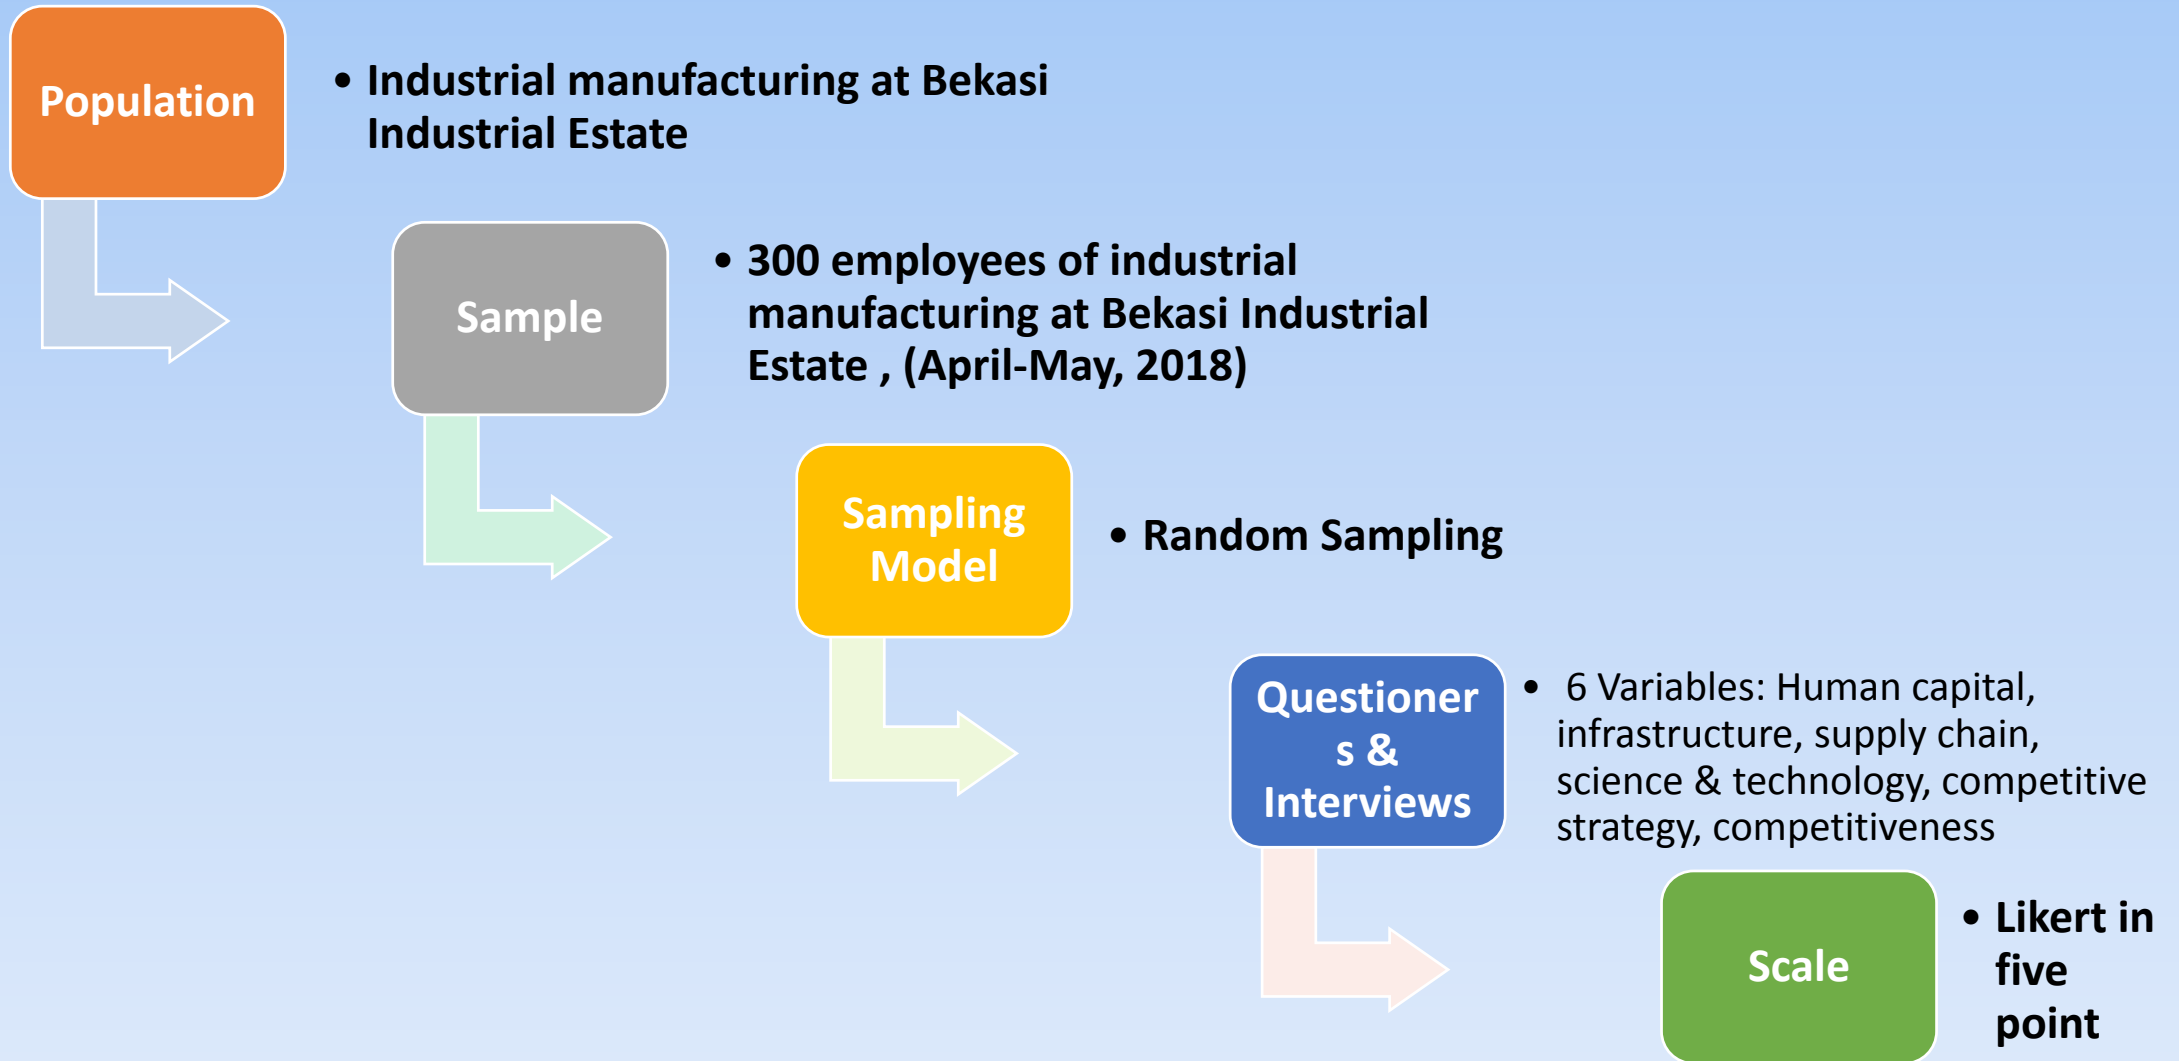 Population
• Industrial manufacturing at Bekasi
Industrial Estate
Sample
• 300 employees of industrial
manufacturing at Bekasi Industrial
Estate , (April-May, 2018)
Sampling
Model
• Random Sampling
Questioner
s &
Interviews
• 6 Variables: Human capital,
infrastructure, supply chain,
science & technology, competitive
strategy, competitiveness
Scale
• Likert in
five
point